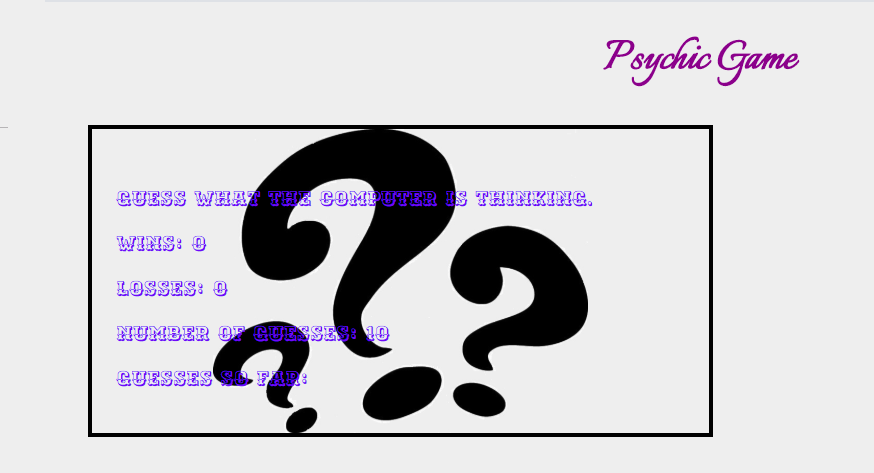 Psychic Game
GUESS WHAT THE COMPUTER IS THINKING.
WINS: 0
LOSSES: 0
NUMBER OF GUESSES: 10
GUESSES SO FAR: